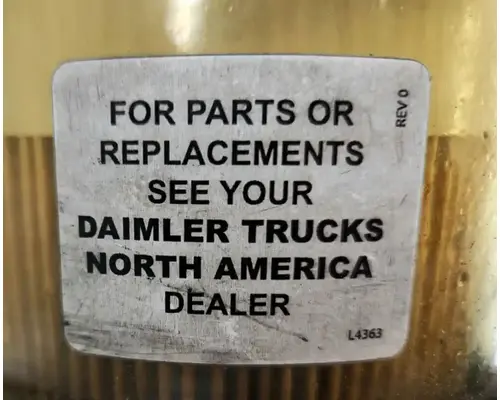 FOR PARTS OR
REPLACEMENTS
SEE YOUR
DAIMLER TRUCKS
NORTH AMERICA
DEALER
REV 0
L4363